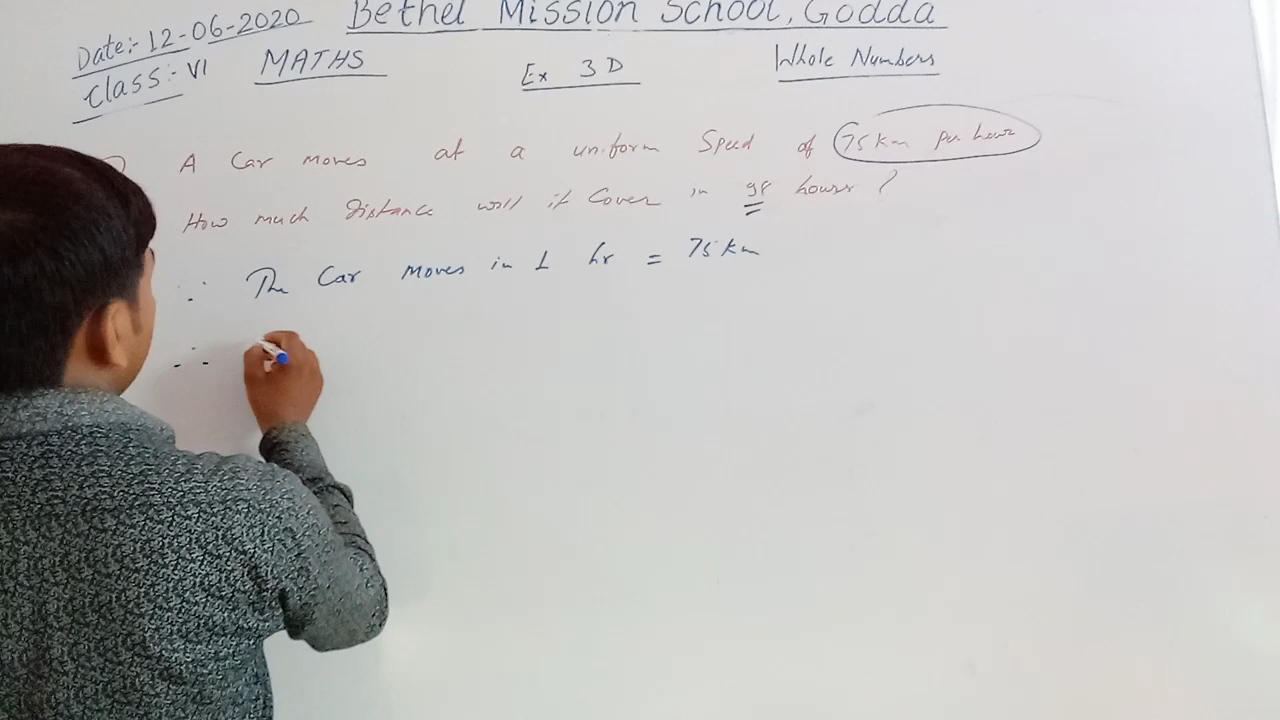 Bethel Mission School, Godda
Date:- 12-06-2020
Class:- VI MATHS Ex 3D Whole Numbers
A Car moves at a uniform Speed of 75 km per hour
How much distance will it Cover in 98 hours ?
∵ The Car moves in 1 hr = 75 km
∴